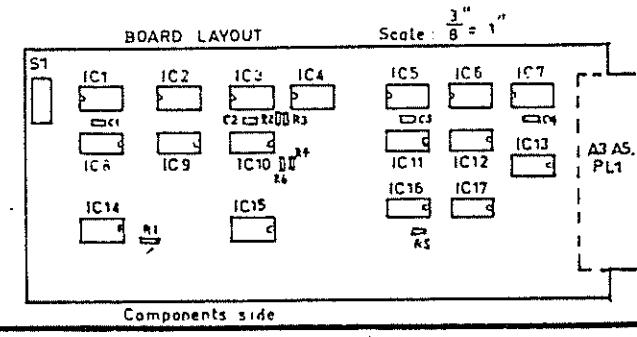 BOARD LAYOUT
Scale: 3/8" = 1"
S1
IC1 IC2 IC3 IC4 IC5 IC6 IC7
C1 C2 R2 R3 C3 C4
IC8 IC9 IC10 R4 IC11 IC12 IC13
R6
A3 A5.
PL1
IC14 IC15 IC16 IC17
R1
R5
Components side